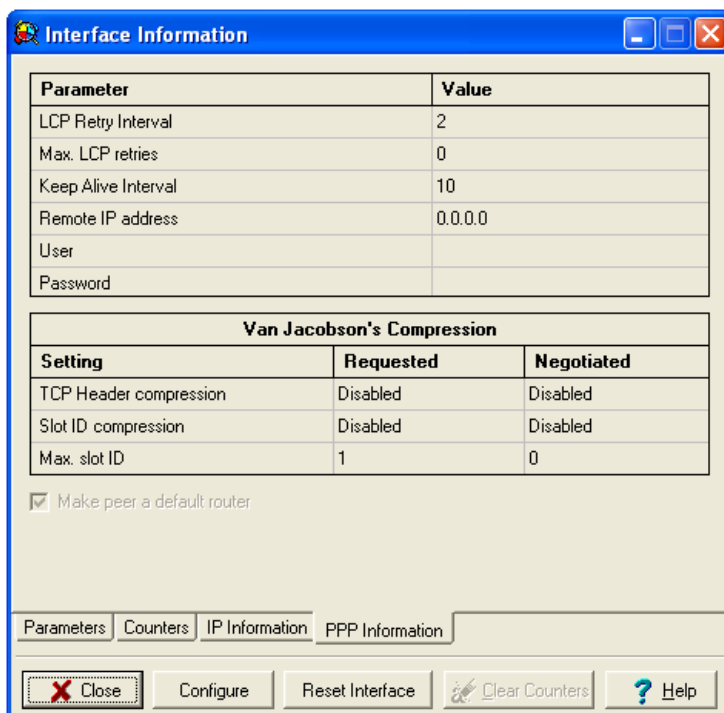 Interface Information
Parameter Value
LCP Retry Interval 2
Max. LCP retries 0
Keep Alive Interval 10
Remote IP address 0.0.0.0
User
Password
Van Jacobson's Compression
Setting Requested Negotiated
TCP Header compression Disabled Disabled
Slot ID compression Disabled Disabled
Max. slot ID 1 0
Make peer a default router
Parameters Counters IP Information PPP Information
Close Configure Reset Interface Clear Counters Help